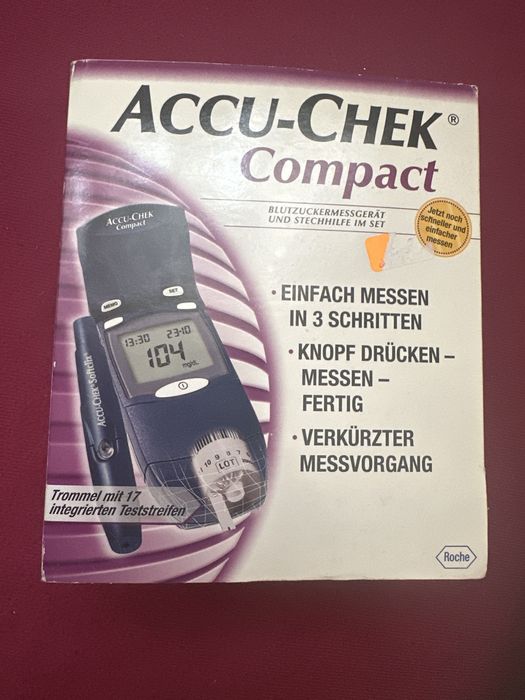 ACCU-CHEK®
Compact
BLUTZUCKERMESSGERÄT
UND STECHHILFE IM SET
Jetzt noch
schneller und
einfacher
messen
ACCU-CHEK
Compact
MEMO
SET
13:30 23-10
104
mg/dL
ACCU-CHEK® Softclix®
LOT
· EINFACH MESSEN
IN 3 SCHRITTEN
· KNOPF DRÜCKEN –
MESSEN –
FERTIG
· VERKÜRZTER
MESSVORGANG
Trommel mit 17
integrierten Teststreifen
Roche